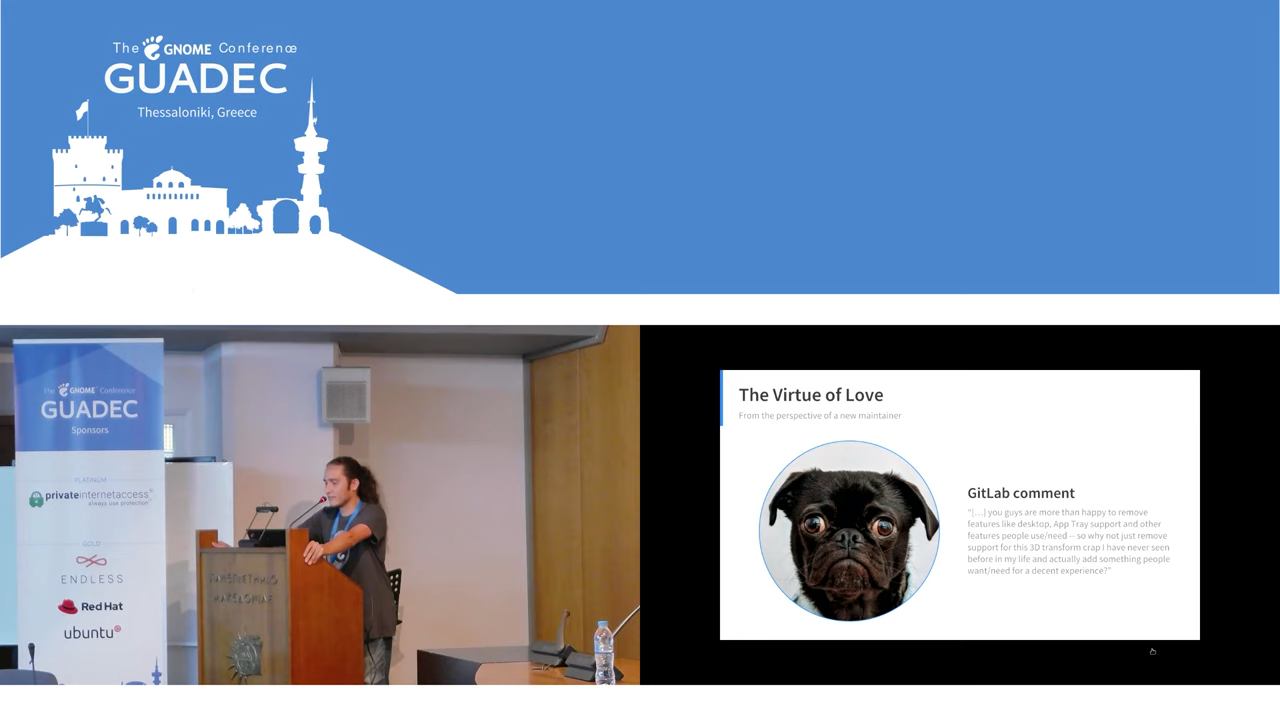 The GNOME Conference
GUADEC
Thessaloniki, Greece
The GNOME Conference
GUADEC
Sponsors
PLATINUM
privateinternetaccess®
always use protection®
GOLD
ENDLESS
Red Hat
ubuntu®
ΠΑΝΕΠΙΣΤΗΜΙΟ
ΜΑΚΕΔΟΝΙΑΣ
The Virtue of Love
From the perspective of a new maintainer
GitLab comment
“[...] you guys are more than happy to remove
features like desktop, App Tray support and other
features people use/need -- so why not just remove
support for this 3D transform crap I have never seen
before in my life and actually add something people
want/need for a decent experience?”